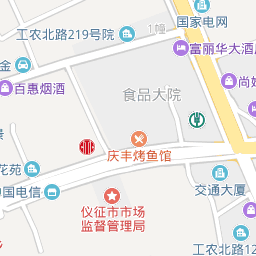 国家电网
工农北路219号院
1幢
富丽华大酒店
金
百惠烟酒
尚
食品大院
景
庆丰烤鱼馆
花苑
中国电信
交通大厦
仪征市市场
监督管理局
工农北路12